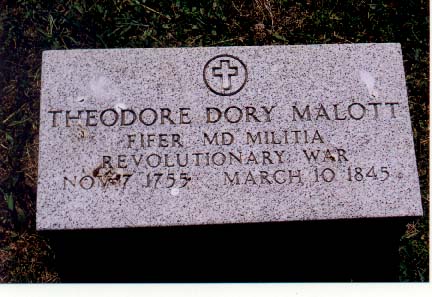 THEODORE DORY MALOTT
FIFER MD MILITIA
REVOLUTIONARY WAR
NOV 7 1755 MARCH 10 1845